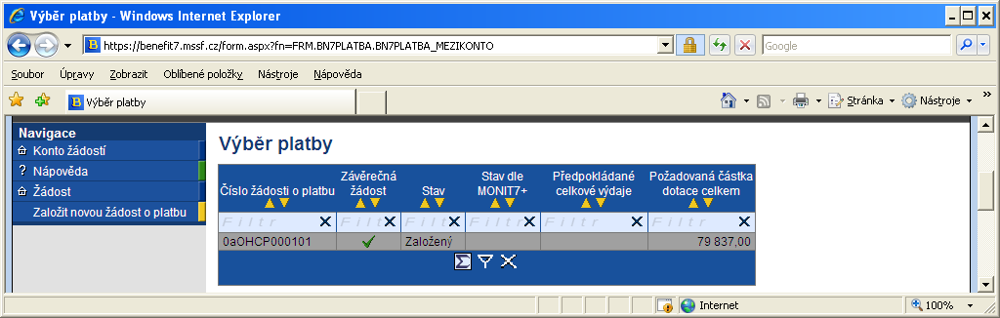 Výběr platby - Windows Internet Explorer
https://benefit7.mssf.cz/form.aspx?fn=FRM.BN7PLATBA.BN7PLATBA_MEZIKONTO
Google
Soubor Úpravy Zobrazit Oblíbené položky Nástroje Nápověda
Výběr platby
Stránka Nástroje
Navigace
Konto žádostí
Nápověda
Žádost
Založit novou žádost o platbu
Výběr platby
Číslo žádosti o platbu
Závěrečná
žádost
Stav
Stav dle
MONIT7+
Předpokládané
celkové výdaje
Požadovaná částka
dotace celkem
Filtr Filtr Filtr Filtr Filtr Filtr
0aOHCP000101 Založený 79 837,00
Internet 100%